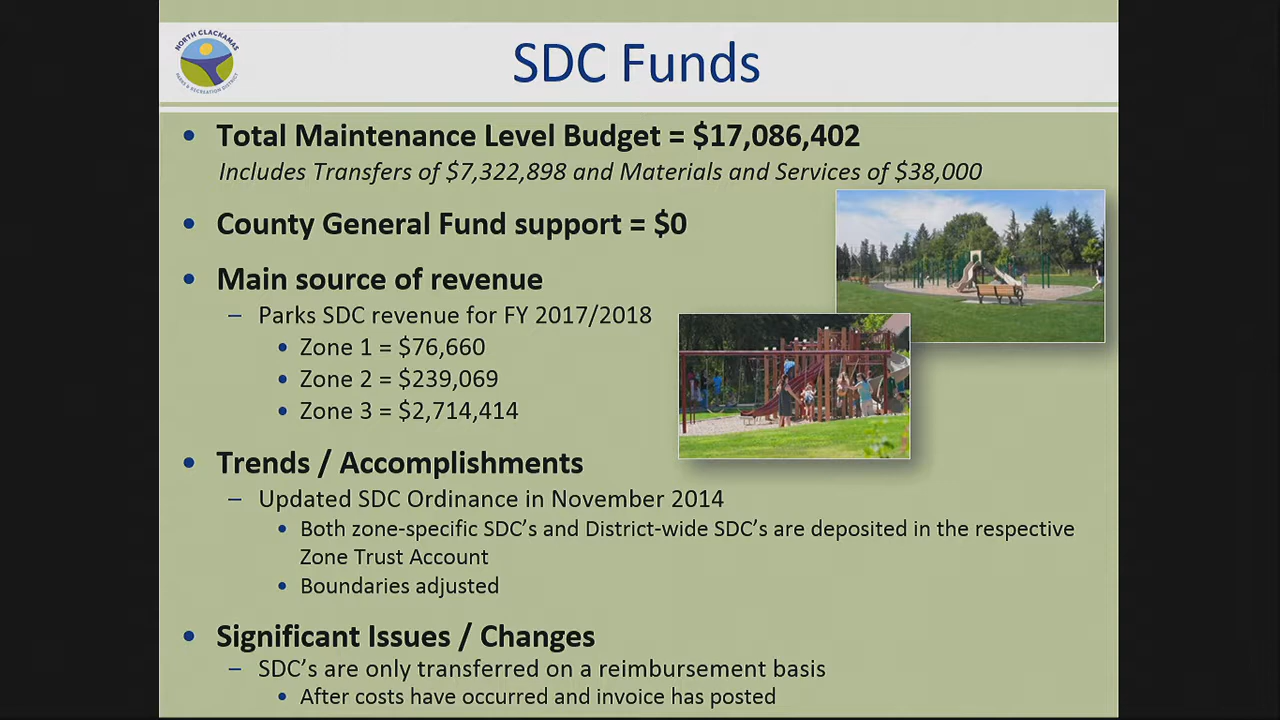 NORTH CLACKAMAS
PARKS & RECREATION DISTRICT
SDC Funds
• Total Maintenance Level Budget = $17,086,402
Includes Transfers of $7,322,898 and Materials and Services of $38,000
• County General Fund support = $0
• Main source of revenue
– Parks SDC revenue for FY 2017/2018
• Zone 1 = $76,660
• Zone 2 = $239,069
• Zone 3 = $2,714,414
• Trends / Accomplishments
– Updated SDC Ordinance in November 2014
• Both zone-specific SDC's and District-wide SDC's are deposited in the respective
Zone Trust Account
• Boundaries adjusted
• Significant Issues / Changes
– SDC's are only transferred on a reimbursement basis
• After costs have occurred and invoice has posted